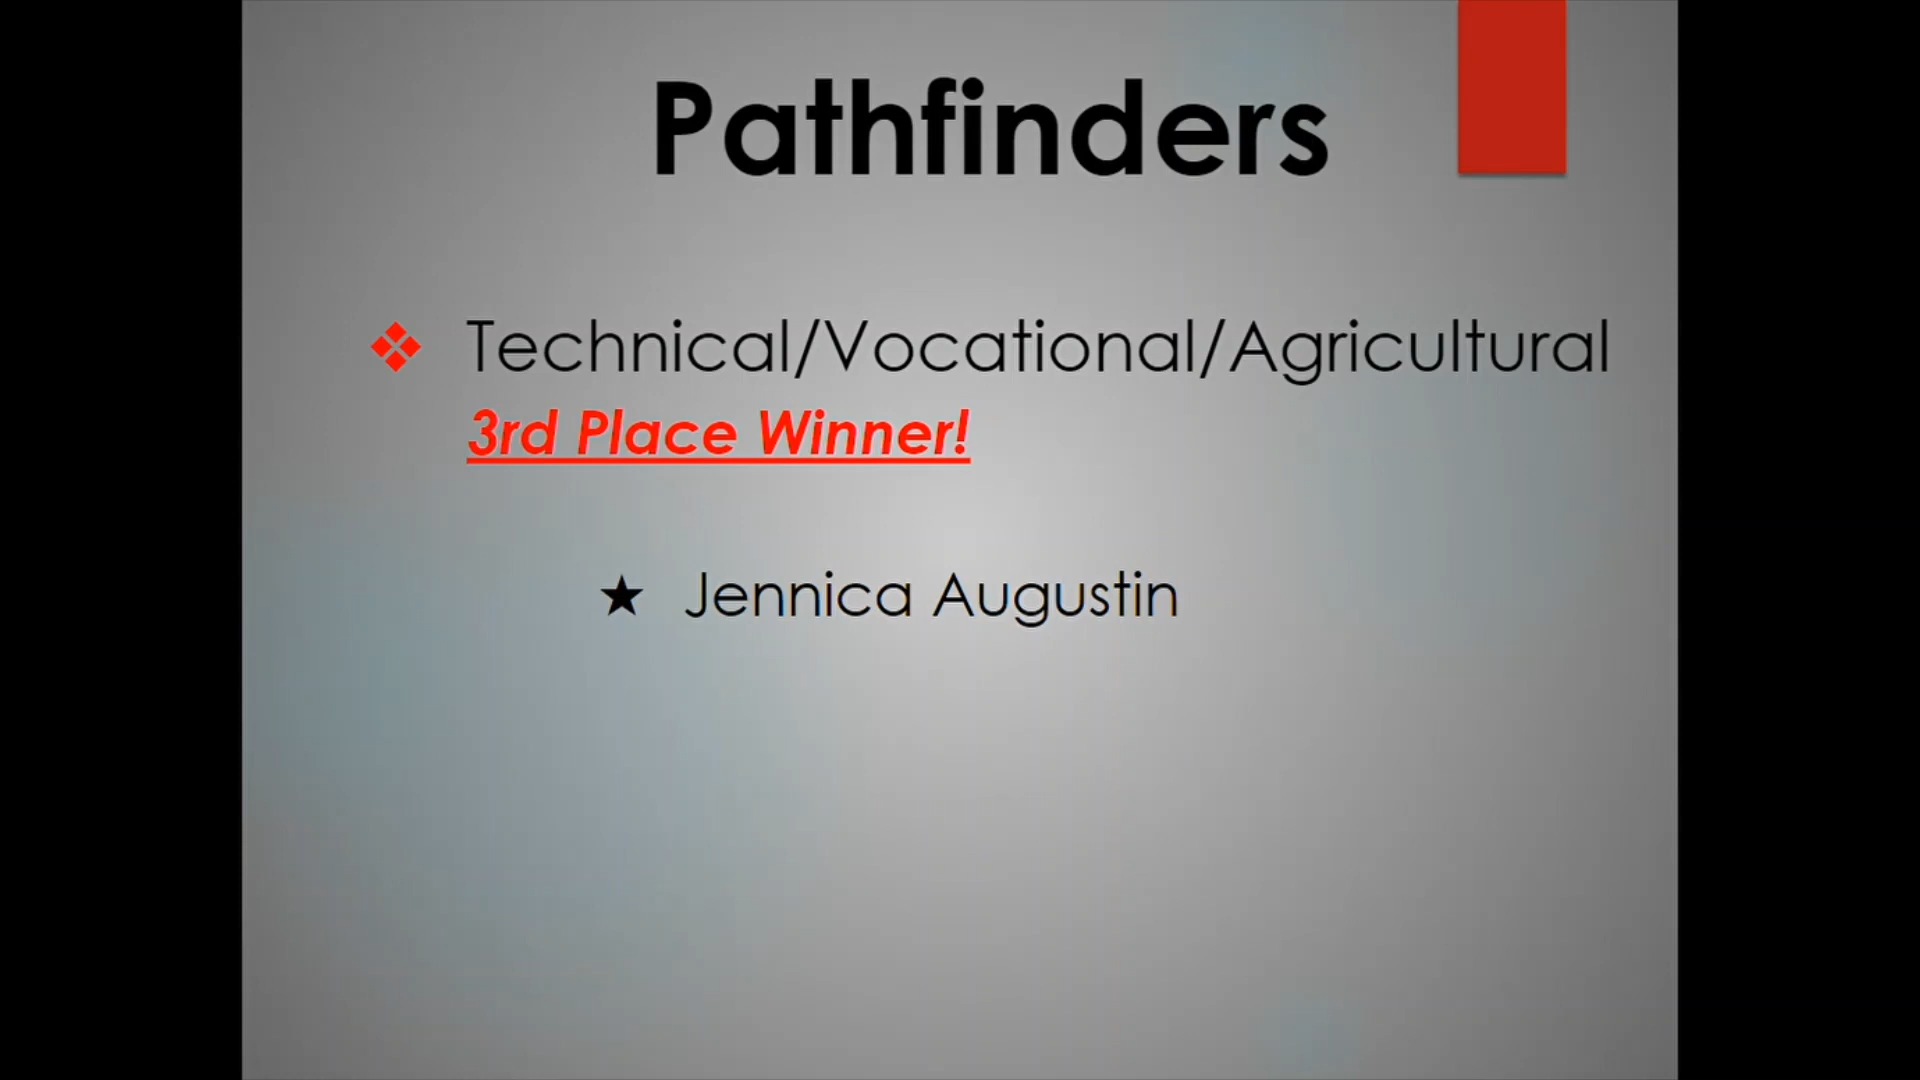 Pathfinders
Technical/Vocational/Agricultural
3rd Place Winner!
Jennica Augustin